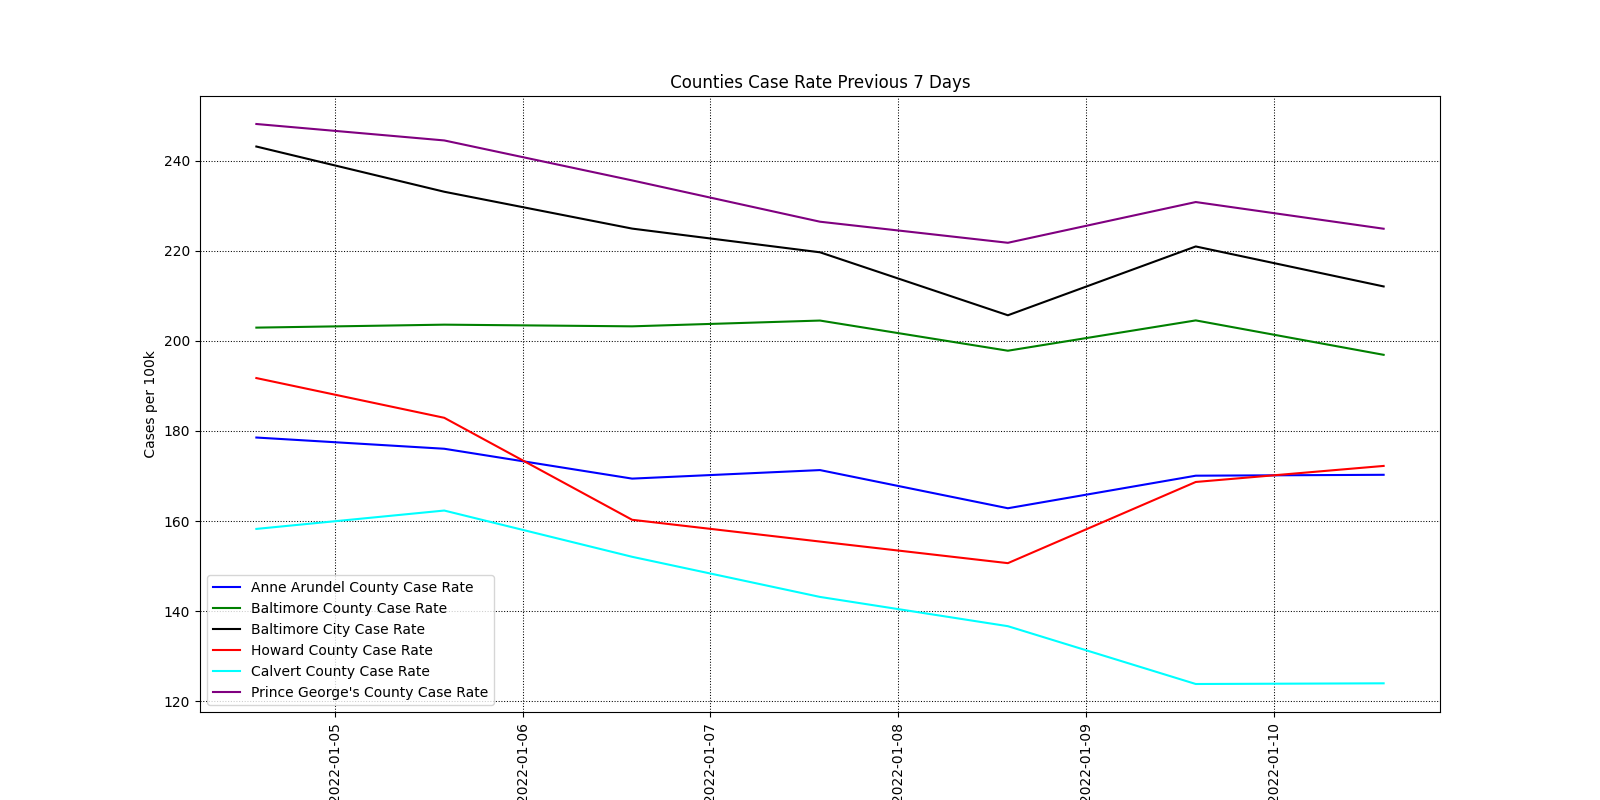 Counties Case Rate Previous 7 Days
Cases per 100k
240
220
200
180
160
140
120
Anne Arundel County Case Rate
Baltimore County Case Rate
Baltimore City Case Rate
Howard County Case Rate
Calvert County Case Rate
Prince George's County Case Rate
2022-01-05
2022-01-06
2022-01-07
2022-01-08
2022-01-09
2022-01-10